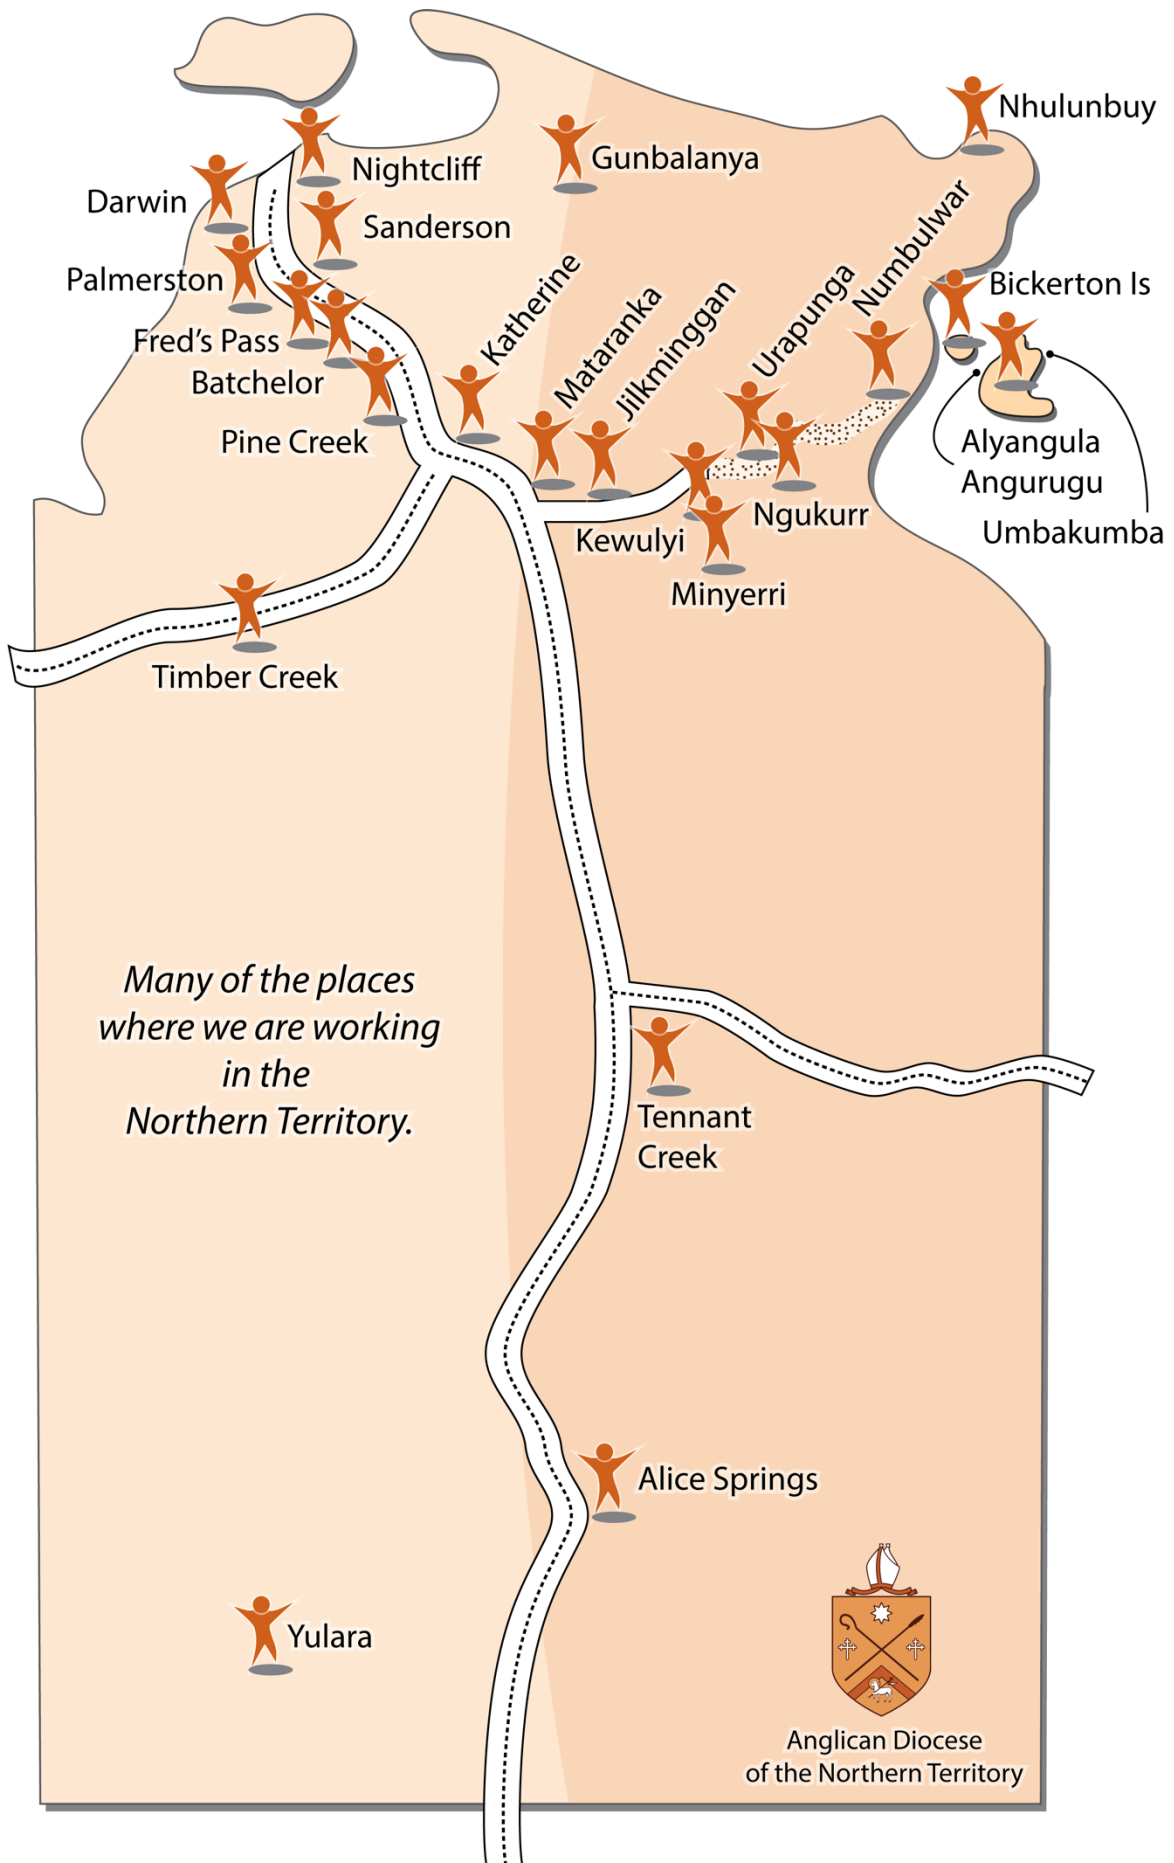 Nhulunbuy
Gunbalanya
Nightcliff
Darwin
Sanderson
Palmerston
Numbulwar
Katherine
Urapunga
Bickerton Is
Mataranka
Jilkminggan
Fred's Pass
Batchelor
Pine Creek
Alyangula
Angurugu
Umbakumba
Ngukurr
Kewulyi
Minyerri
Timber Creek
Many of the places
where we are working
in the
Northern Territory.
Tennant
Creek
Alice Springs
Yulara
Anglican Diocese
of the Northern Territory